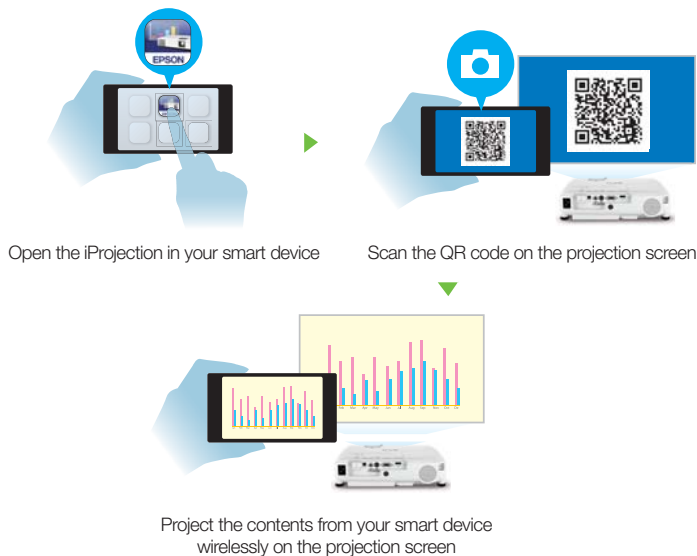 EPSON
Open the iProjection in your smart device
Scan the QR code on the projection screen
Project the contents from your smart device
wirelessly on the projection screen